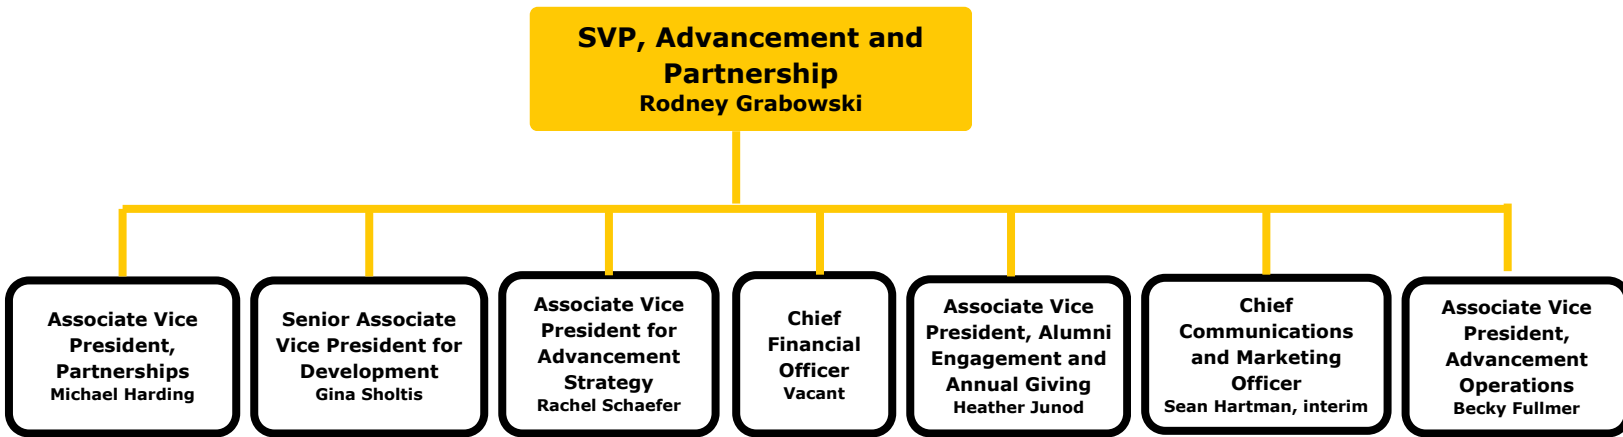 SVP, Advancement and
Partnership
Rodney Grabowski
Associate Vice
President,
Partnerships
Michael Harding
Senior Associate
Vice President for
Development
Gina Sholtis
Associate Vice
President for
Advancement
Strategy
Rachel Schaefer
Chief
Financial
Officer
Vacant
Associate Vice
President, Alumni
Engagement and
Annual Giving
Heather Junod
Chief
Communications
and Marketing
Officer
Sean Hartman, interim
Associate Vice
President,
Advancement
Operations
Becky Fullmer